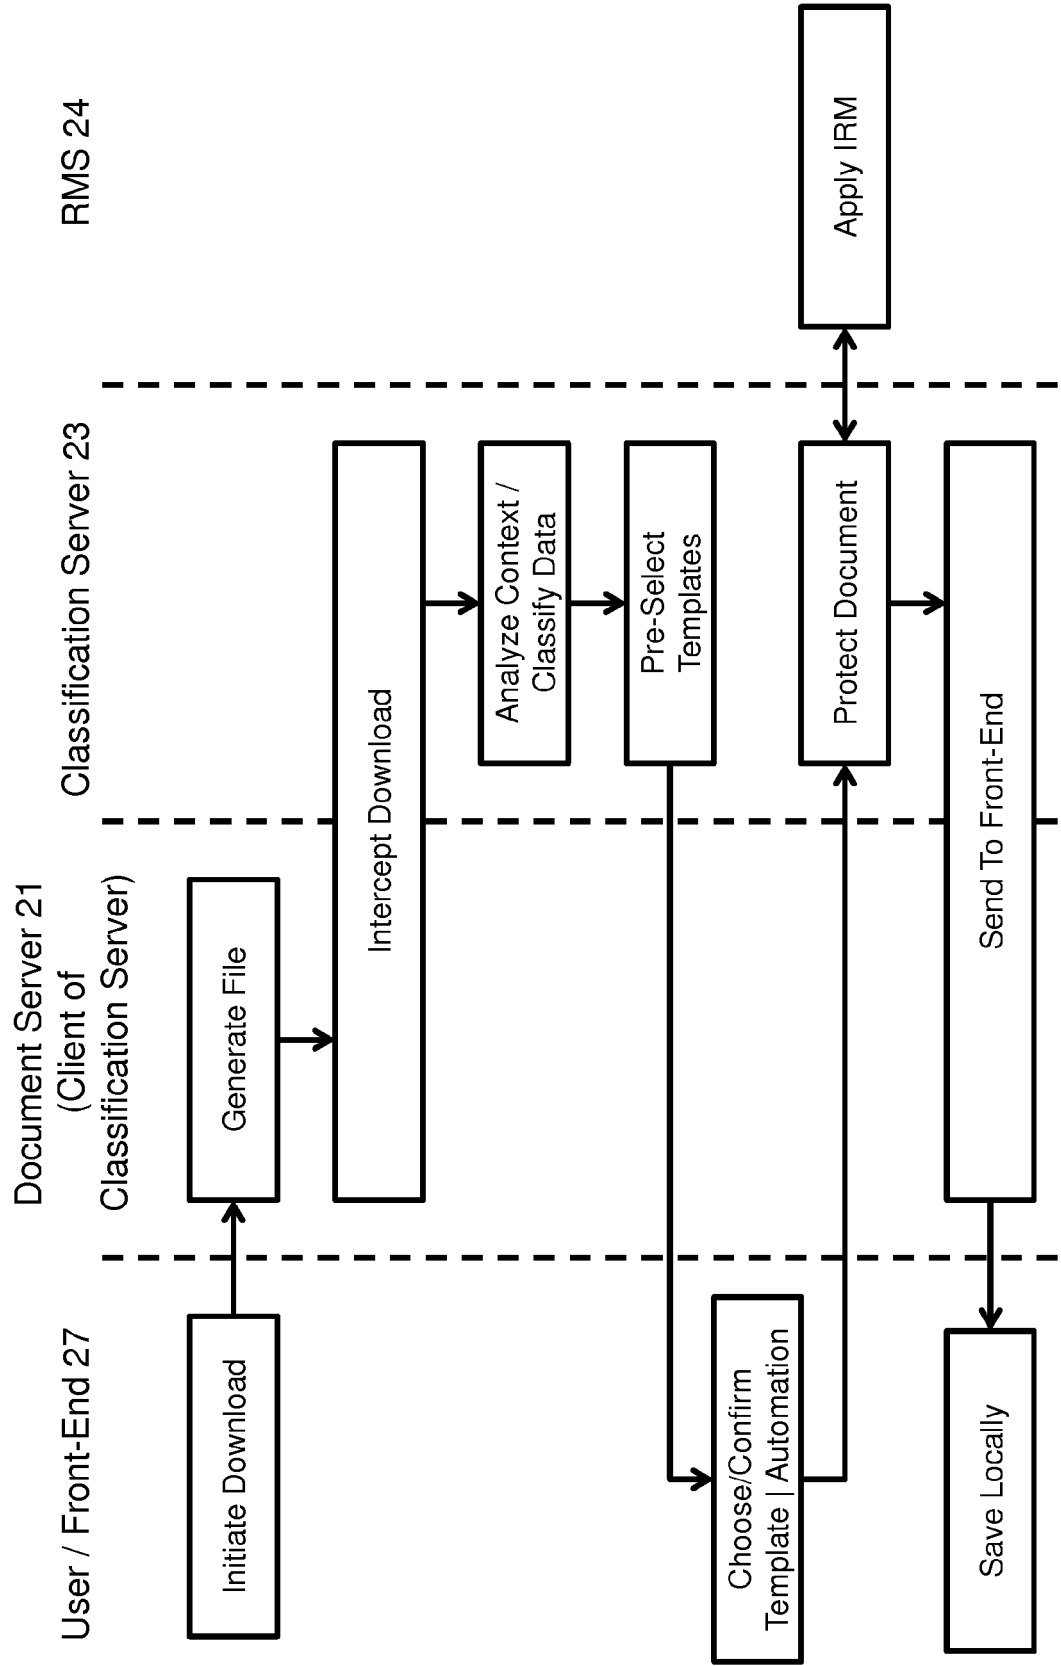 User / Front-End 27
Document Server 21
(Client of
Classification Server)
Classification Server 23
RMS 24
Initiate Download
Generate File
Intercept Download
Analyze Context /
Classify Data
Pre-Select
Templates
Choose/Confirm
Template | Automation
Protect Document
Apply IRM
Send To Front-End
Save Locally